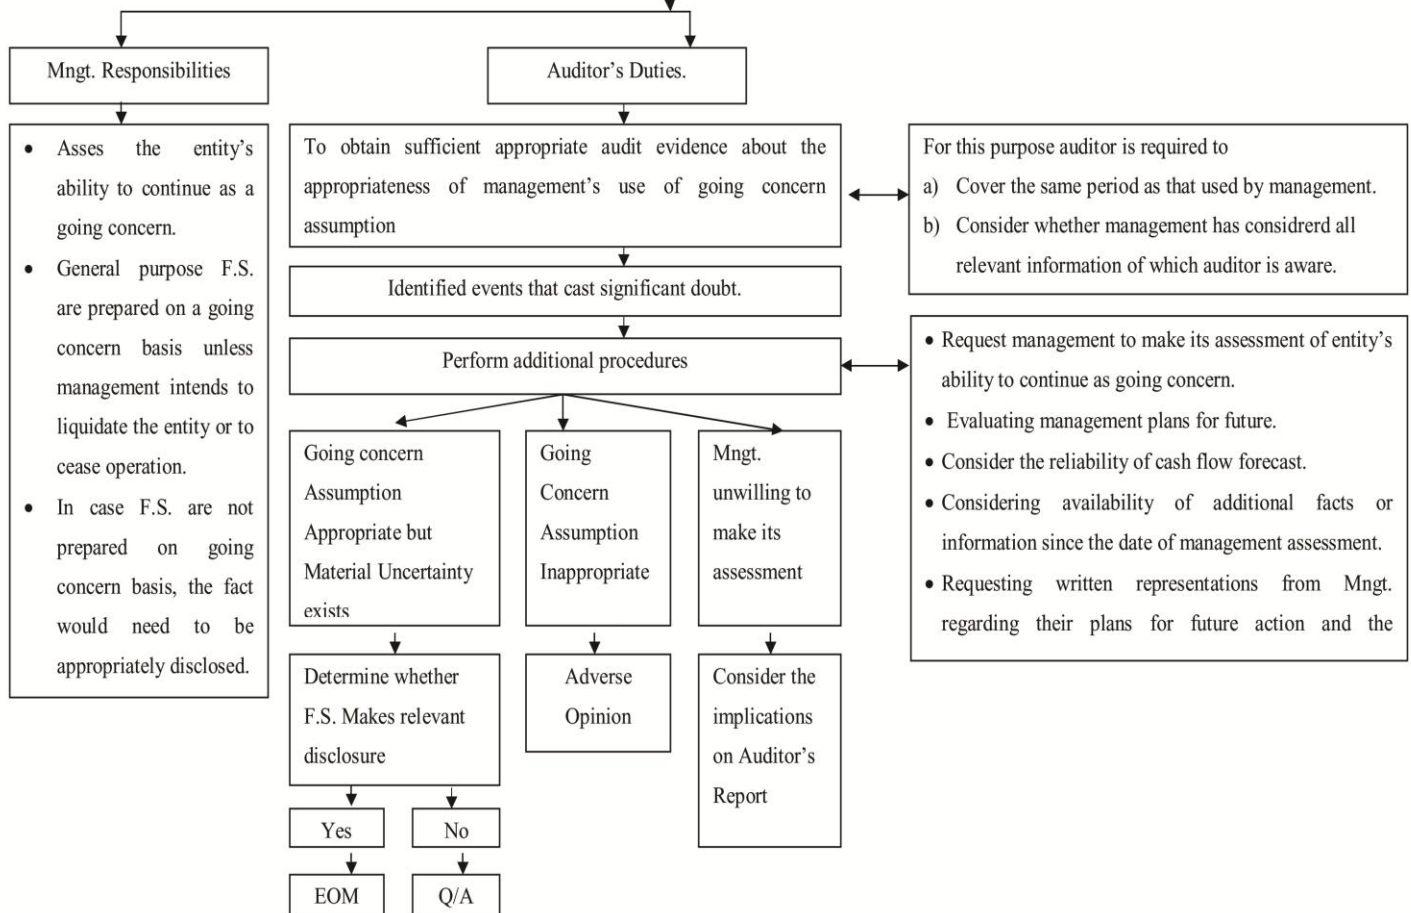 Mngt. Responsibilities
Auditor's Duties.
• Asses the entity's
ability to continue as a
going concern.
• General purpose F.S.
are prepared on a going
concern basis unless
management intends to
liquidate the entity or to
cease operation.
• In case F.S. are not
prepared on going
concern basis, the fact
would need to be
appropriately disclosed.
To obtain sufficient appropriate audit evidence about the
appropriateness of management's use of going concern
assumption
For this purpose auditor is required to
a) Cover the same period as that used by management.
b) Consider whether management has considrerd all
relevant information of which auditor is aware.
Identified events that cast significant doubt.
Perform additional procedures
• Request management to make its assessment of entity's
ability to continue as going concern.
• Evaluating management plans for future.
• Consider the reliability of cash flow forecast.
• Considering availability of additional facts or
information since the date of management assessment.
• Requesting written representations from Mngt.
regarding their plans for future action and the
Going concern
Assumption
Appropriate but
Material Uncertainty
exists
Going
Concern
Assumption
Inappropriate
Mngt.
unwilling to
make its
assessment
Determine whether
F.S. Makes relevant
disclosure
Adverse
Opinion
Consider the
implications
on Auditor's
Report
Yes
No
EOM
Q/A